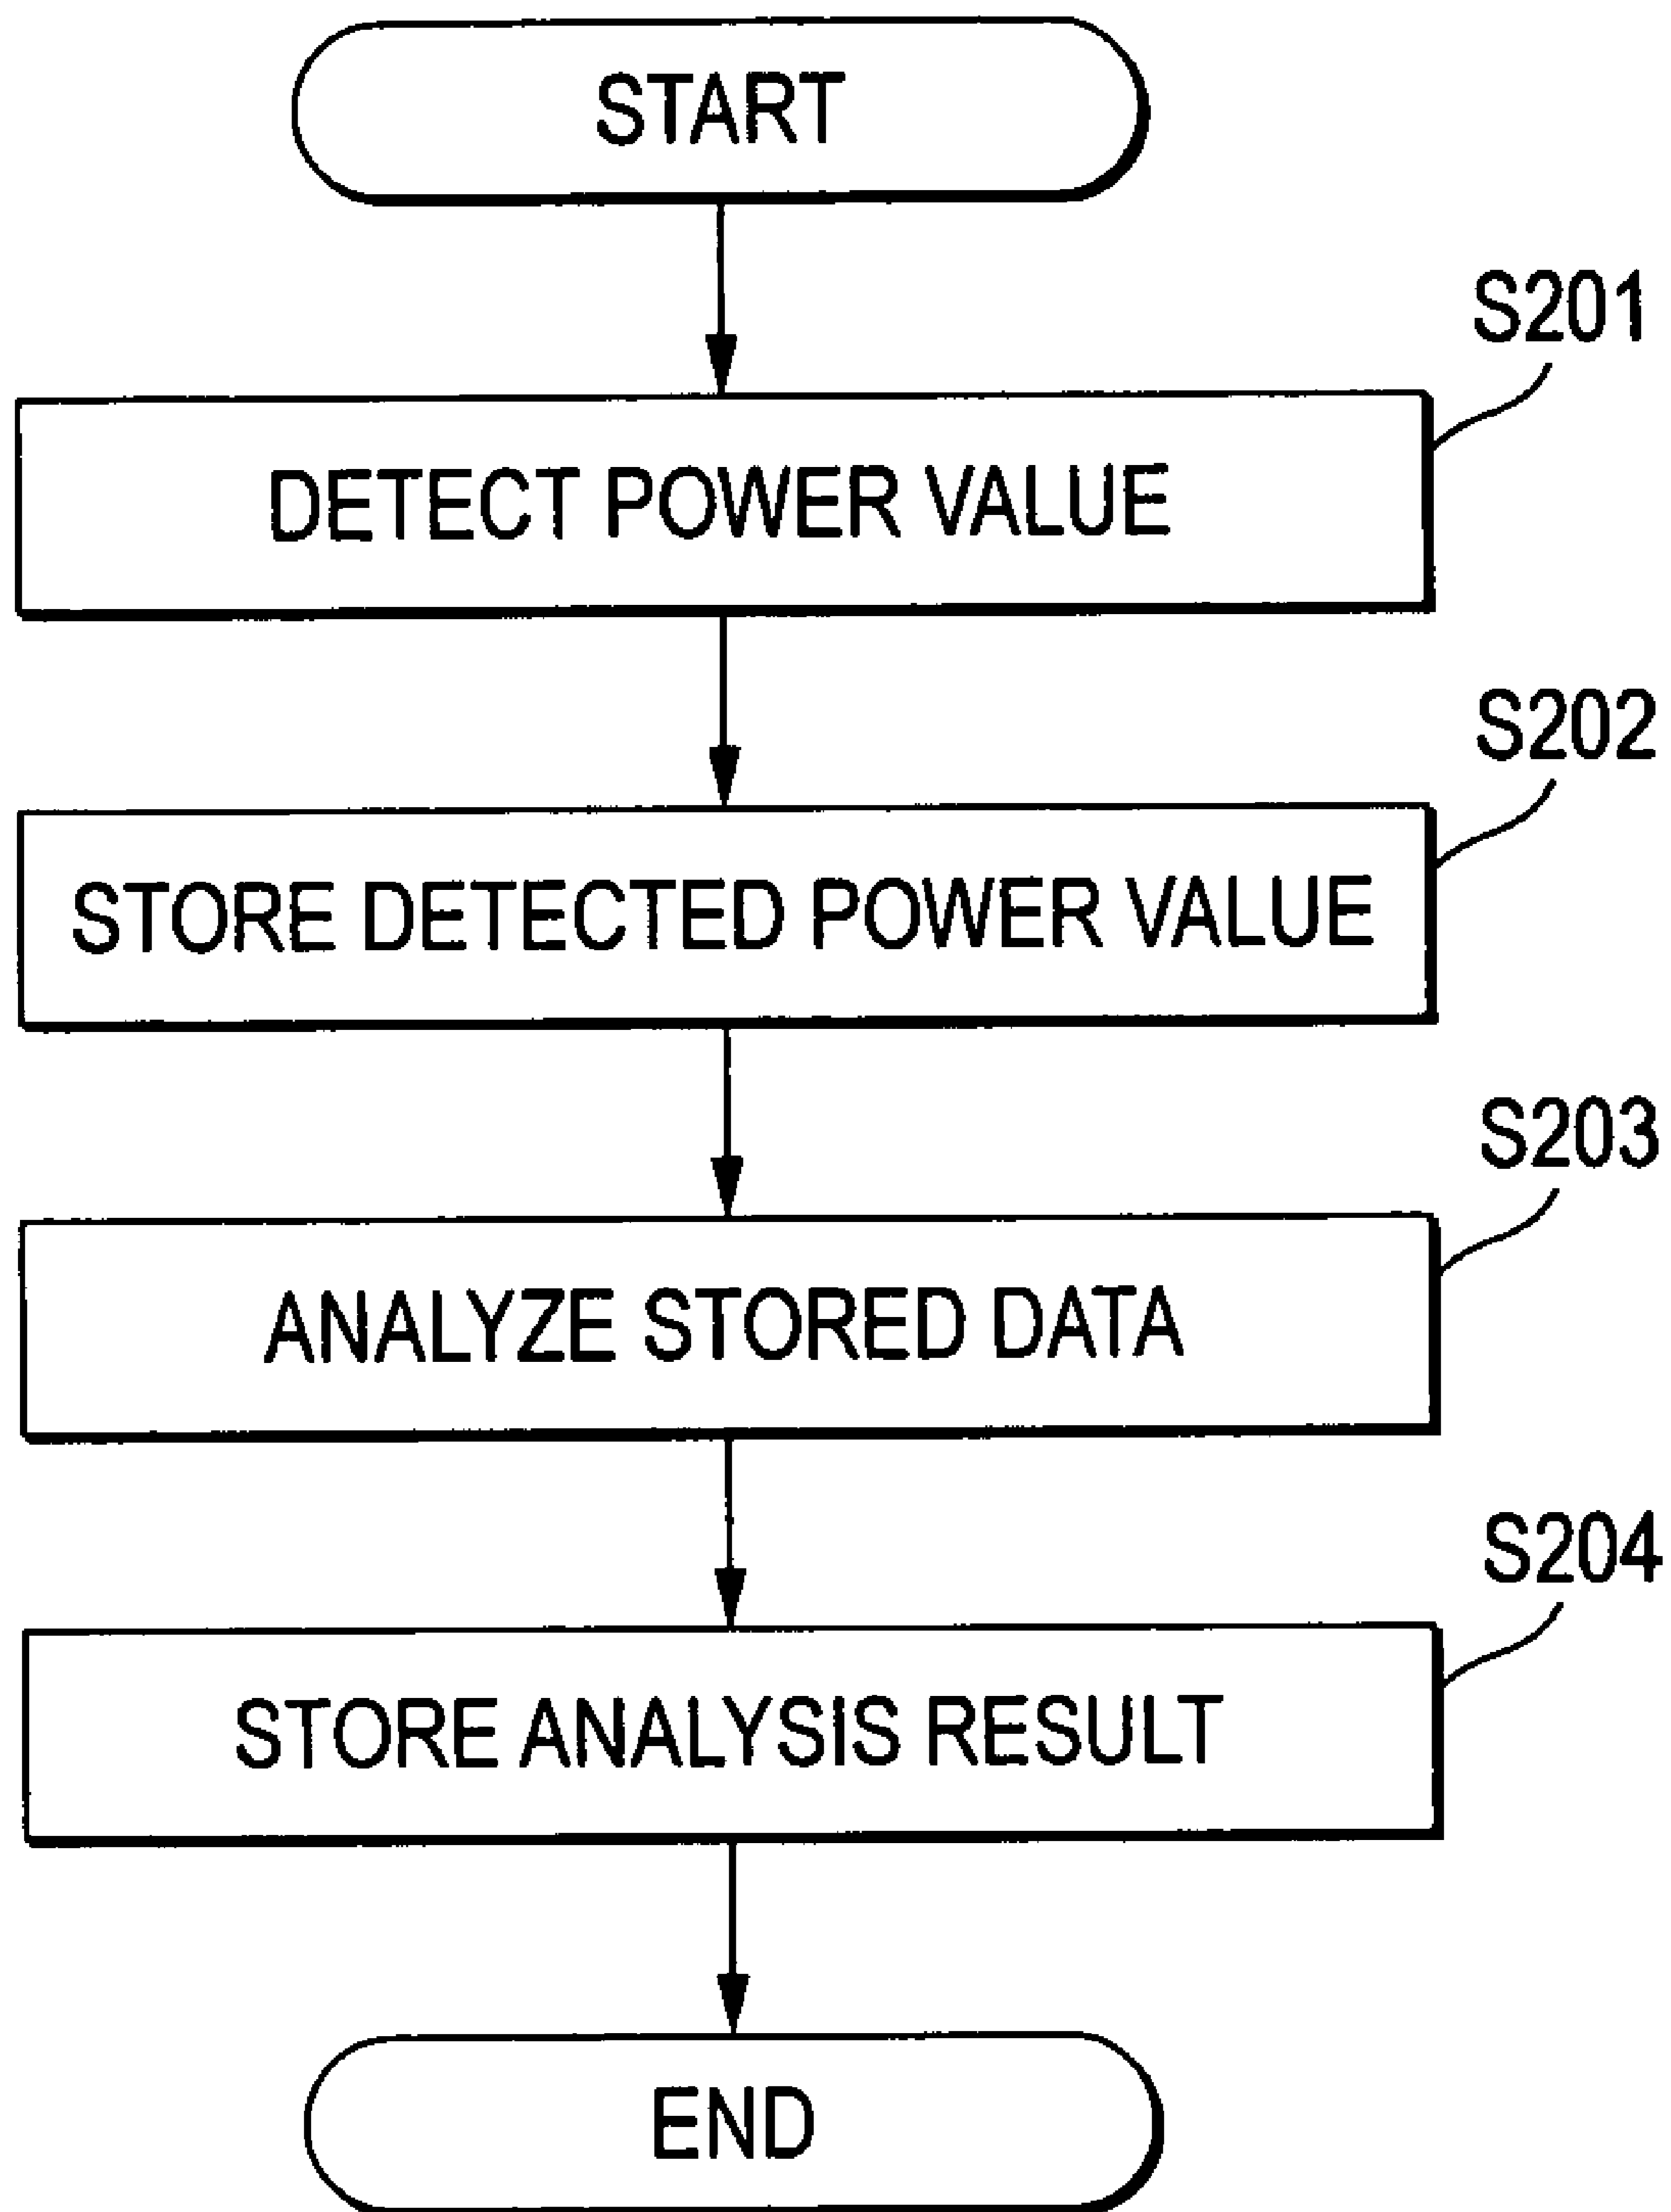 START
S201
DETECT POWER VALUE
S202
STORE DETECTED POWER VALUE
S203
ANALYZE STORED DATA
S204
STORE ANALYSIS RESULT
END